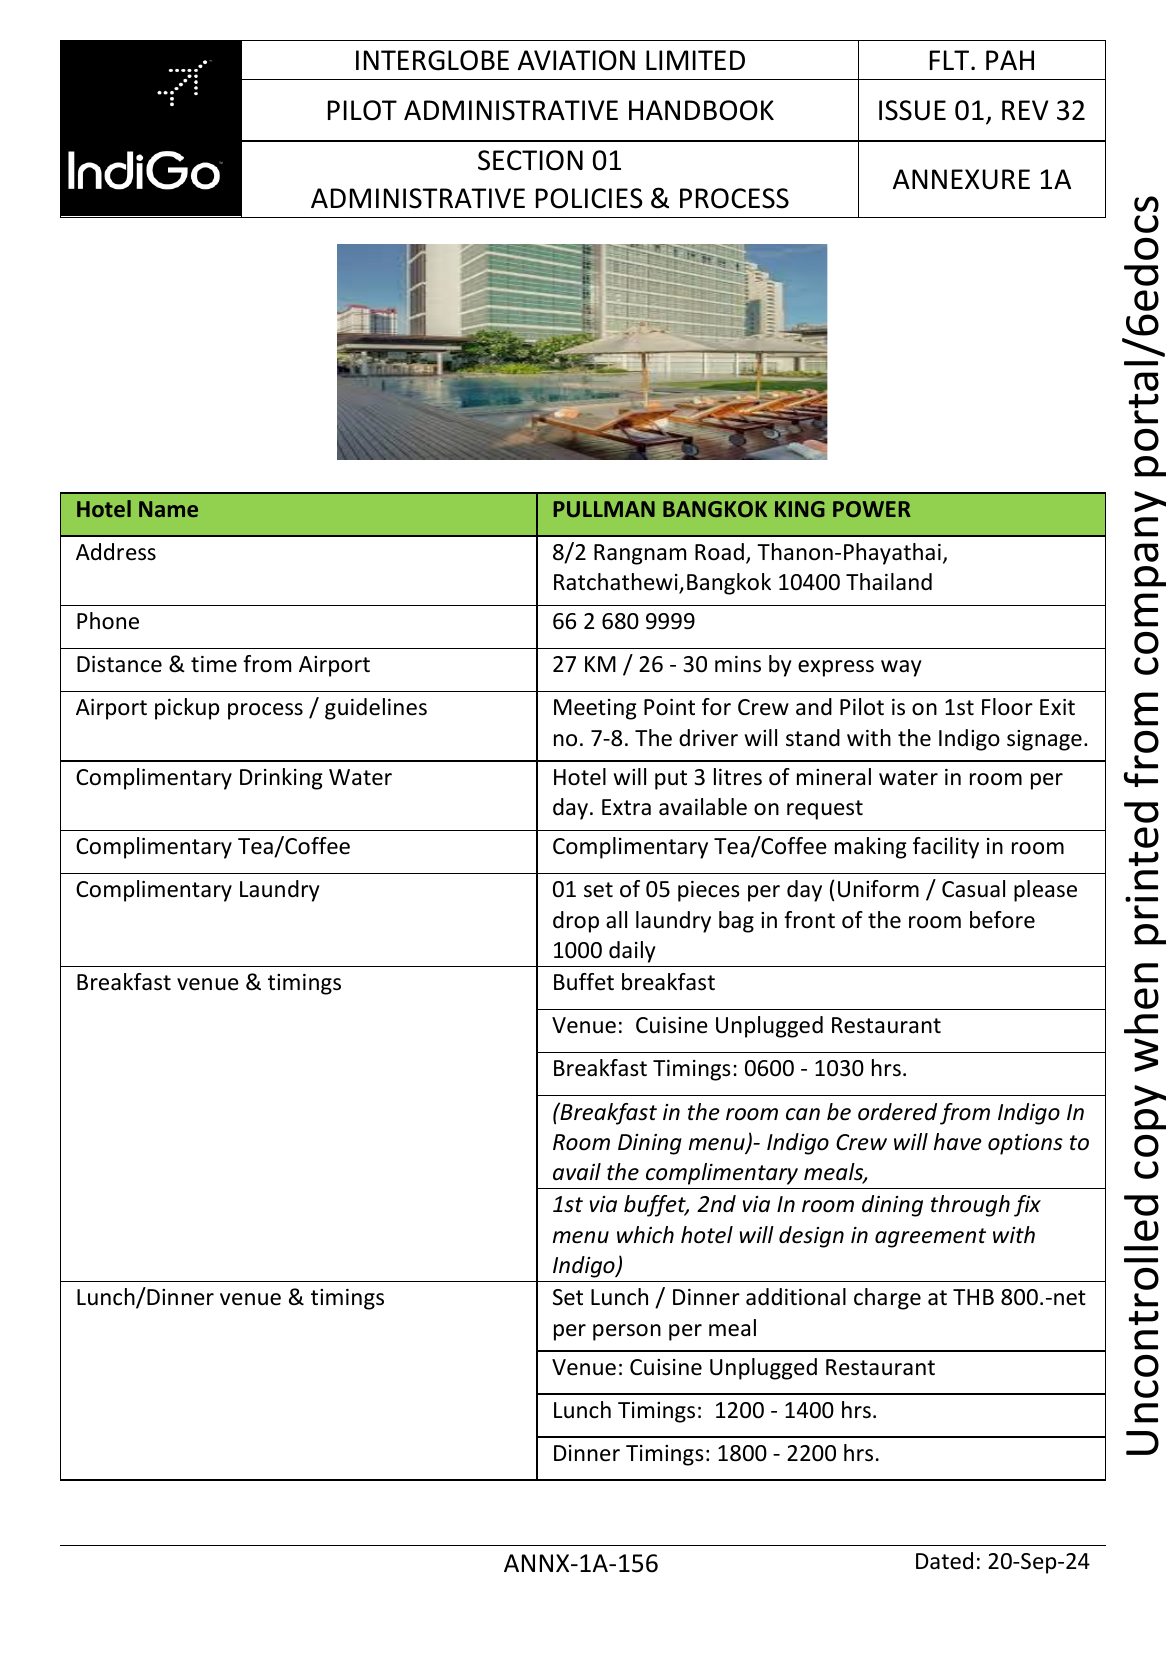 INTERGLOBE AVIATION LIMITED
FLT. PAH
PILOT ADMINISTRATIVE HANDBOOK
ISSUE 01, REV 32
IndiGo
SECTION 01
ADMINISTRATIVE POLICIES & PROCESS
ANNEXURE 1A
Hotel Name
PULLMAN BANGKOK KING POWER
Address
8/2 Rangnam Road, Thanon-Phayathai,
Ratchathewi,Bangkok 10400 Thailand
Phone
66 2 680 9999
Distance & time from Airport
27 KM / 26 - 30 mins by express way
Airport pickup process / guidelines
Meeting Point for Crew and Pilot is on 1st Floor Exit
no. 7-8. The driver will stand with the Indigo signage.
Complimentary Drinking Water
Hotel will put 3 litres of mineral water in room per
day. Extra available on request
Complimentary Tea/Coffee
Complimentary Tea/Coffee making facility in room
Complimentary Laundry
01 set of 05 pieces per day (Uniform / Casual please
drop all laundry bag in front of the room before
1000 daily
Breakfast venue & timings
Buffet breakfast
Venue:  Cuisine Unplugged Restaurant
Breakfast Timings: 0600 - 1030 hrs.
(Breakfast in the room can be ordered from Indigo In
Room Dining menu)- Indigo Crew will have options to
avail the complimentary meals,
1st via buffet, 2nd via In room dining through fix
menu which hotel will design in agreement with
Indigo)
Lunch/Dinner venue & timings
Set Lunch / Dinner additional charge at THB 800.-net
per person per meal
Venue: Cuisine Unplugged Restaurant
Lunch Timings:  1200 - 1400 hrs.
Dinner Timings: 1800 - 2200 hrs.
ANNX-1A-156
Dated: 20-Sep-24
Uncontrolled copy when printed from company portal/6edocs